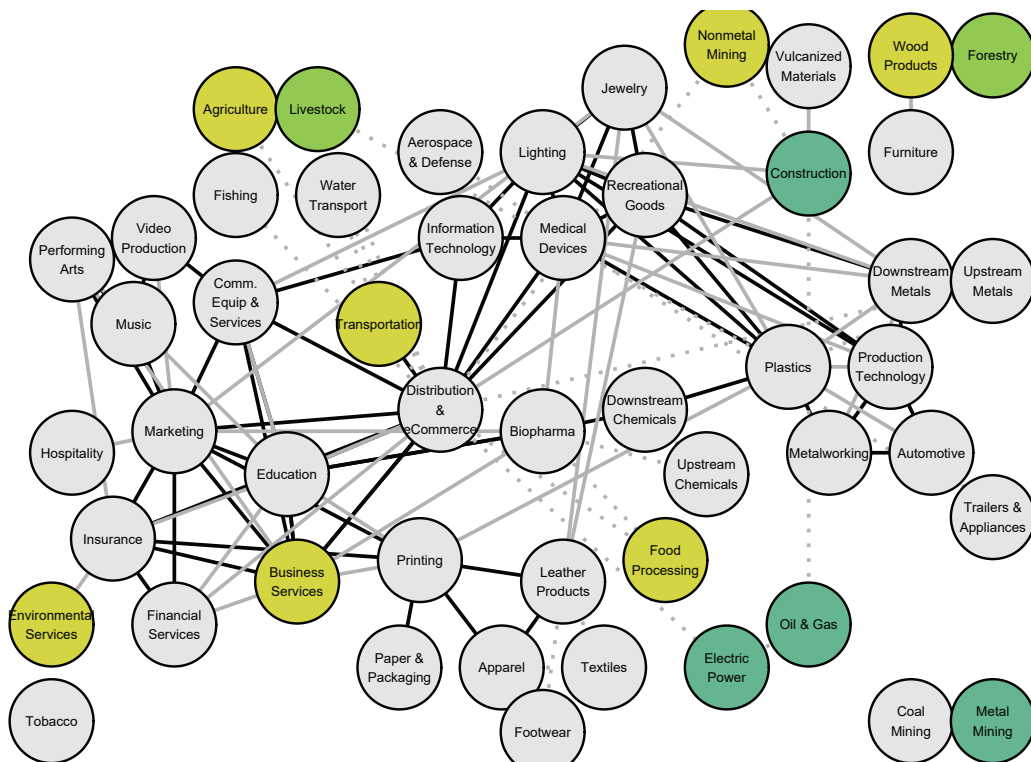 Nonmetal
Mining
Vulcanized
Materials
Wood
Products
Forestry
Jewelry
Agriculture
Livestock
Aerospace
& Defense
Lighting
Furniture
Construction
Fishing
Water
Transport
Recreational
Goods
Video
Production
Performing
Arts
Information
Technology
Medical
Devices
Comm.
Equip &
Services
Downstream
Metals
Upstream
Metals
Music
Transportation
Plastics
Production
Technology
Distribution
&
eCommerce
Downstream
Chemicals
Marketing
Biopharma
Hospitality
Education
Upstream
Chemicals
Metalworking
Automotive
Trailers &
Appliances
Insurance
Printing
Food
Processing
Business
Services
Leather
Products
Environmental
Services
Financial
Services
Oil & Gas
Paper &
Packaging
Apparel
Textiles
Electric
Power
Tobacco
Footwear
Coal
Mining
Metal
Mining